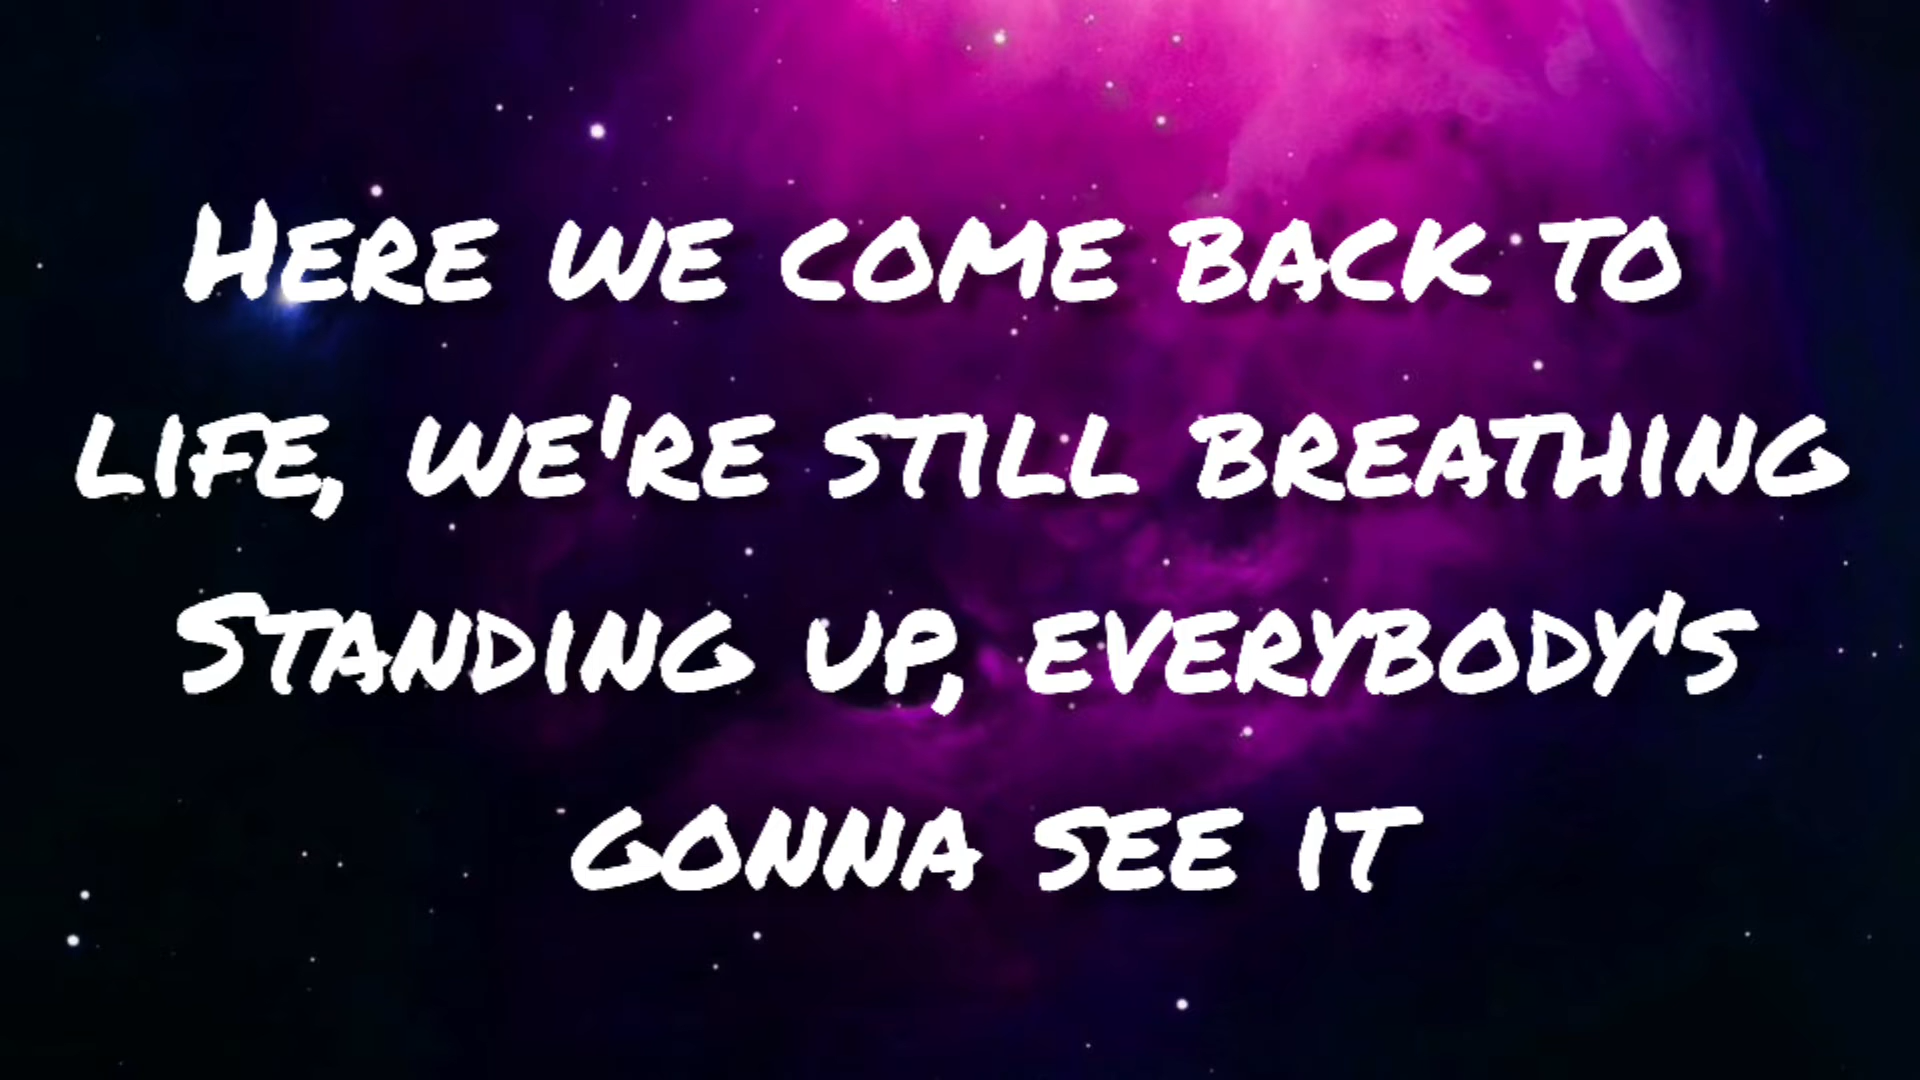 Here we come back to
life, we're still breathing
Standing up, everybody's
gonna see it